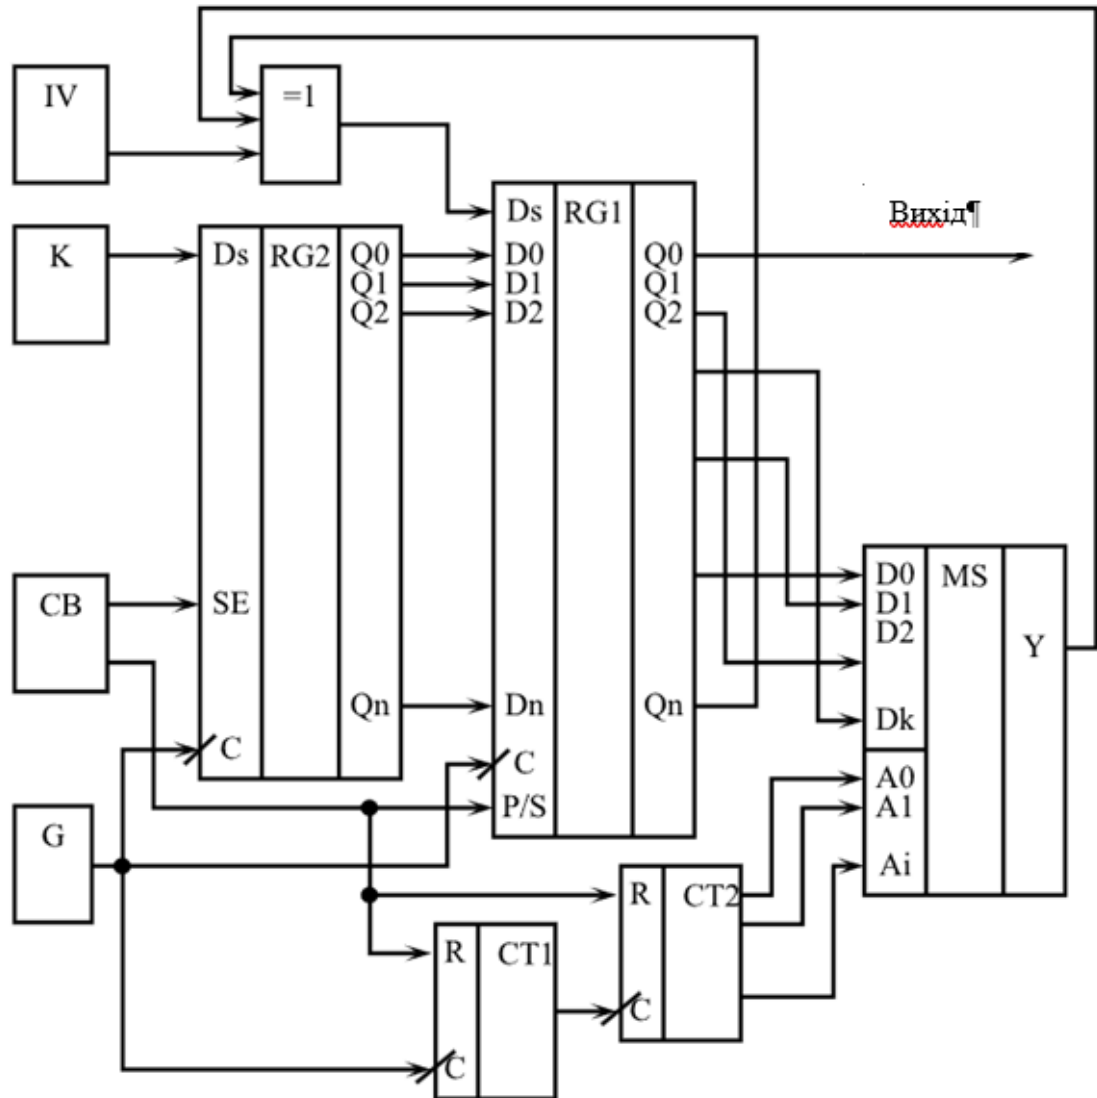 IV
=1
K
Ds RG2 Q0
Q1
Q2
SE
Qn
C
Ds RG1
D0 Q0
D1 Q1
D2 Q2
Dn Qn
C
P/S
Вихід¶
CB
G
R CT1
C
R CT2
C
D0 MS
D1
D2
Y
Dk
A0
A1
Ai